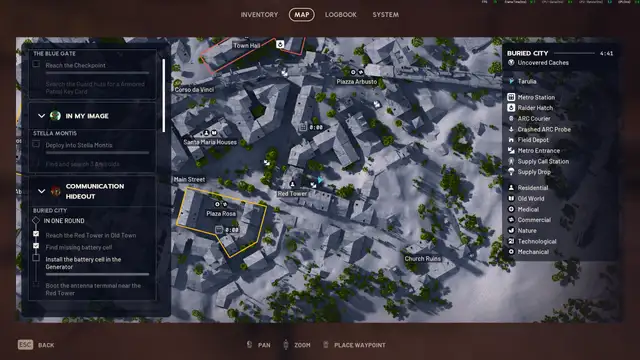 INVENTORY
MAP
LOGBOOK
SYSTEM
THE BLUE GATE
Reach the Checkpoint
IN MY IMAGE
STELLA MONTIS
Deploy Into Stella Montis
COMMUNICATION
HIDEOUT
BURIED CITY
IN ONE ROUND
Reach the Red Tower in Old Town
Find missing battery cell
Install the battery cell in the
Generator
Boot the antenna terminal near the
Red Tower
Town Hall
Corso da Vinci
Piazza Arbusto
0:00
Santa Maria Houses
Main Street
Red Tower
Plaza Rosa
0:00
Church Ruins
BURIED CITY
4:41
Uncovered Caches
Tarulia
Metro Station
Raider Hatch
ARC Courier
Crashed ARC Probe
Field Depot
Metro Entrance
Supply Call Station
Supply Drop
Residential
Old World
Medical
Commercial
Nature
Technological
Mechanical
ESC BACK
PAN
ZOOM
PLACE WAYPOINT